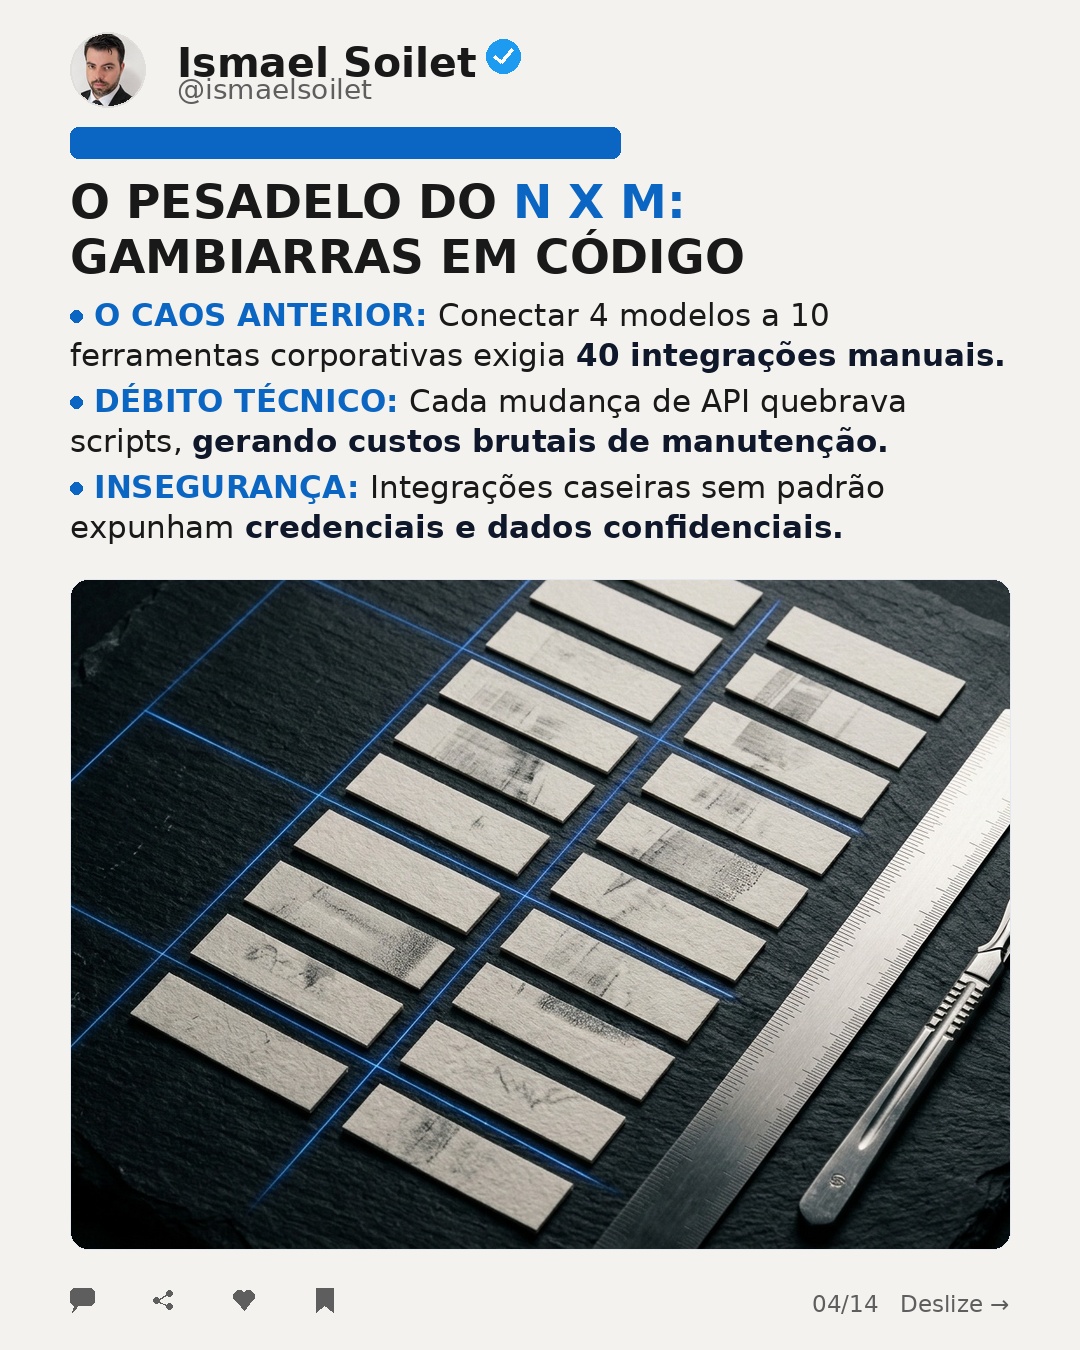 Ismael Soilet
@ismaelsoilet
O PESADELO DO N X M:
GAMBIARRAS EM CÓDIGO
• O CAOS ANTERIOR: Conectar 4 modelos a 10
ferramentas corporativas exigia 40 integrações manuais.
• DÉBITO TÉCNICO: Cada mudança de API quebrava
scripts, gerando custos brutais de manutenção.
• INSEGURANÇA: Integrações caseiras sem padrão
expunham credenciais e dados confidenciais.
04/14 Deslize →